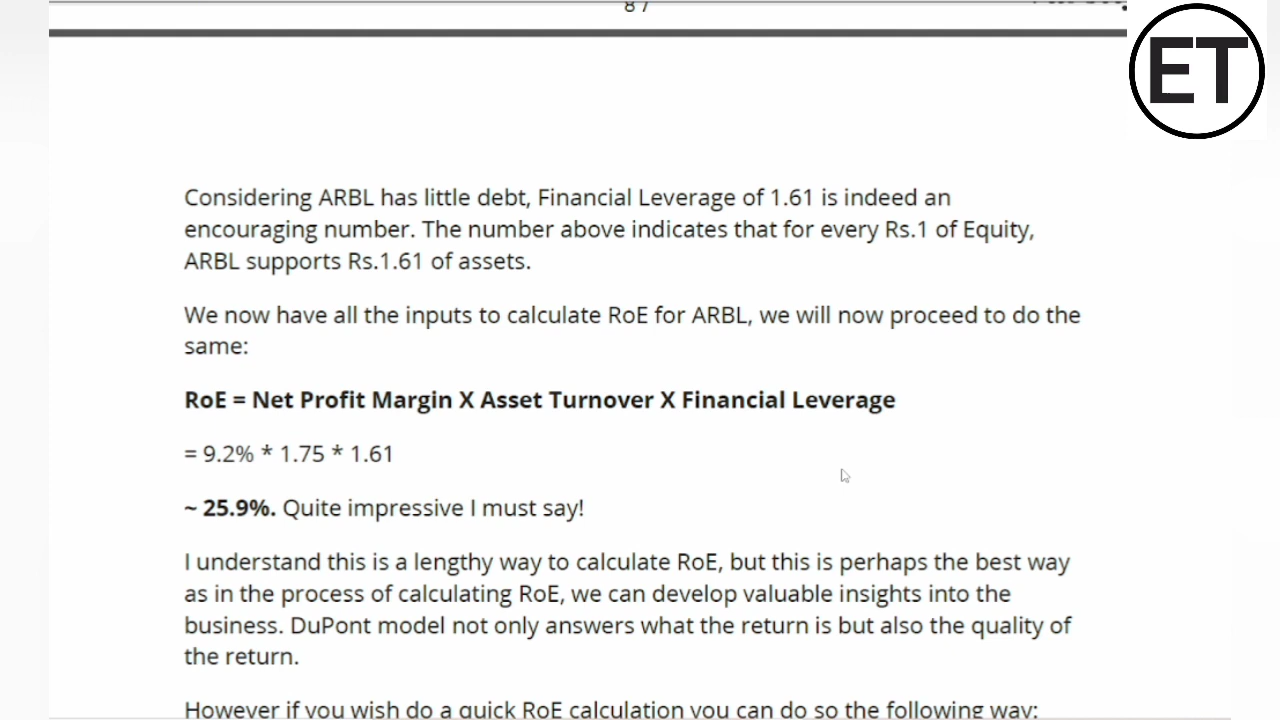 87
ET
Considering ARBL has little debt, Financial Leverage of 1.61 is indeed an
encouraging number. The number above indicates that for every Rs.1 of Equity,
ARBL supports Rs.1.61 of assets.
We now have all the inputs to calculate RoE for ARBL, we will now proceed to do the
same:
RoE = Net Profit Margin X Asset Turnover X Financial Leverage
= 9.2% * 1.75 * 1.61
~ 25.9%. Quite impressive I must say!
I understand this is a lengthy way to calculate RoE, but this is perhaps the best way
as in the process of calculating RoE, we can develop valuable insights into the
business. DuPont model not only answers what the return is but also the quality of
the return.
However if you wish do a quick RoE calculation you can do so the following way: